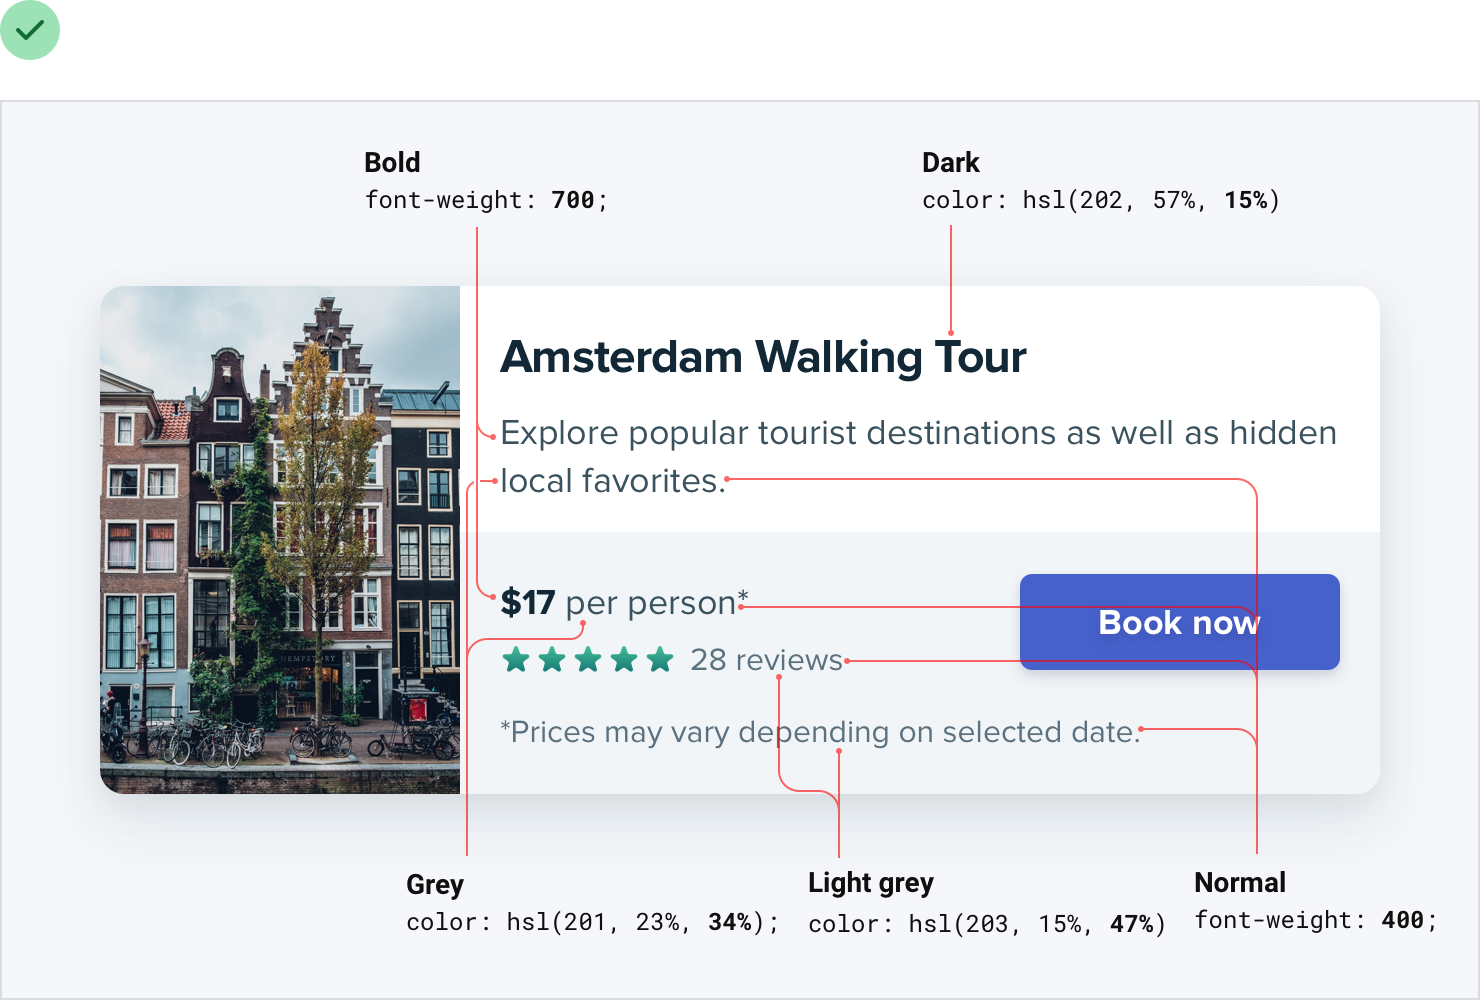 Bold
font-weight: 700;
Dark
color: hsl(202, 57%, 15%)
Amsterdam Walking Tour
Explore popular tourist destinations as well as hidden
local favorites.
$17 per person*
Book now
28 reviews
*Prices may vary depending on selected date.
HEMPSTORY
Grey
color: hsl(201, 23%, 34%);
Light grey
color: hsl(203, 15%, 47%)
Normal
font-weight: 400;